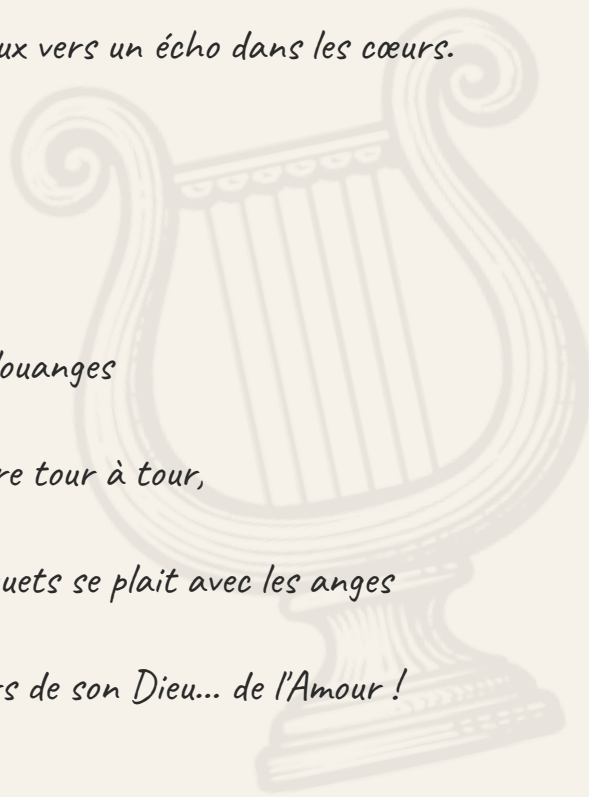 ux vers un écho dans les cœurs.
louanges
re tour à tour,
uets se plait avec les anges
rs de son Dieu... de l'Amour !